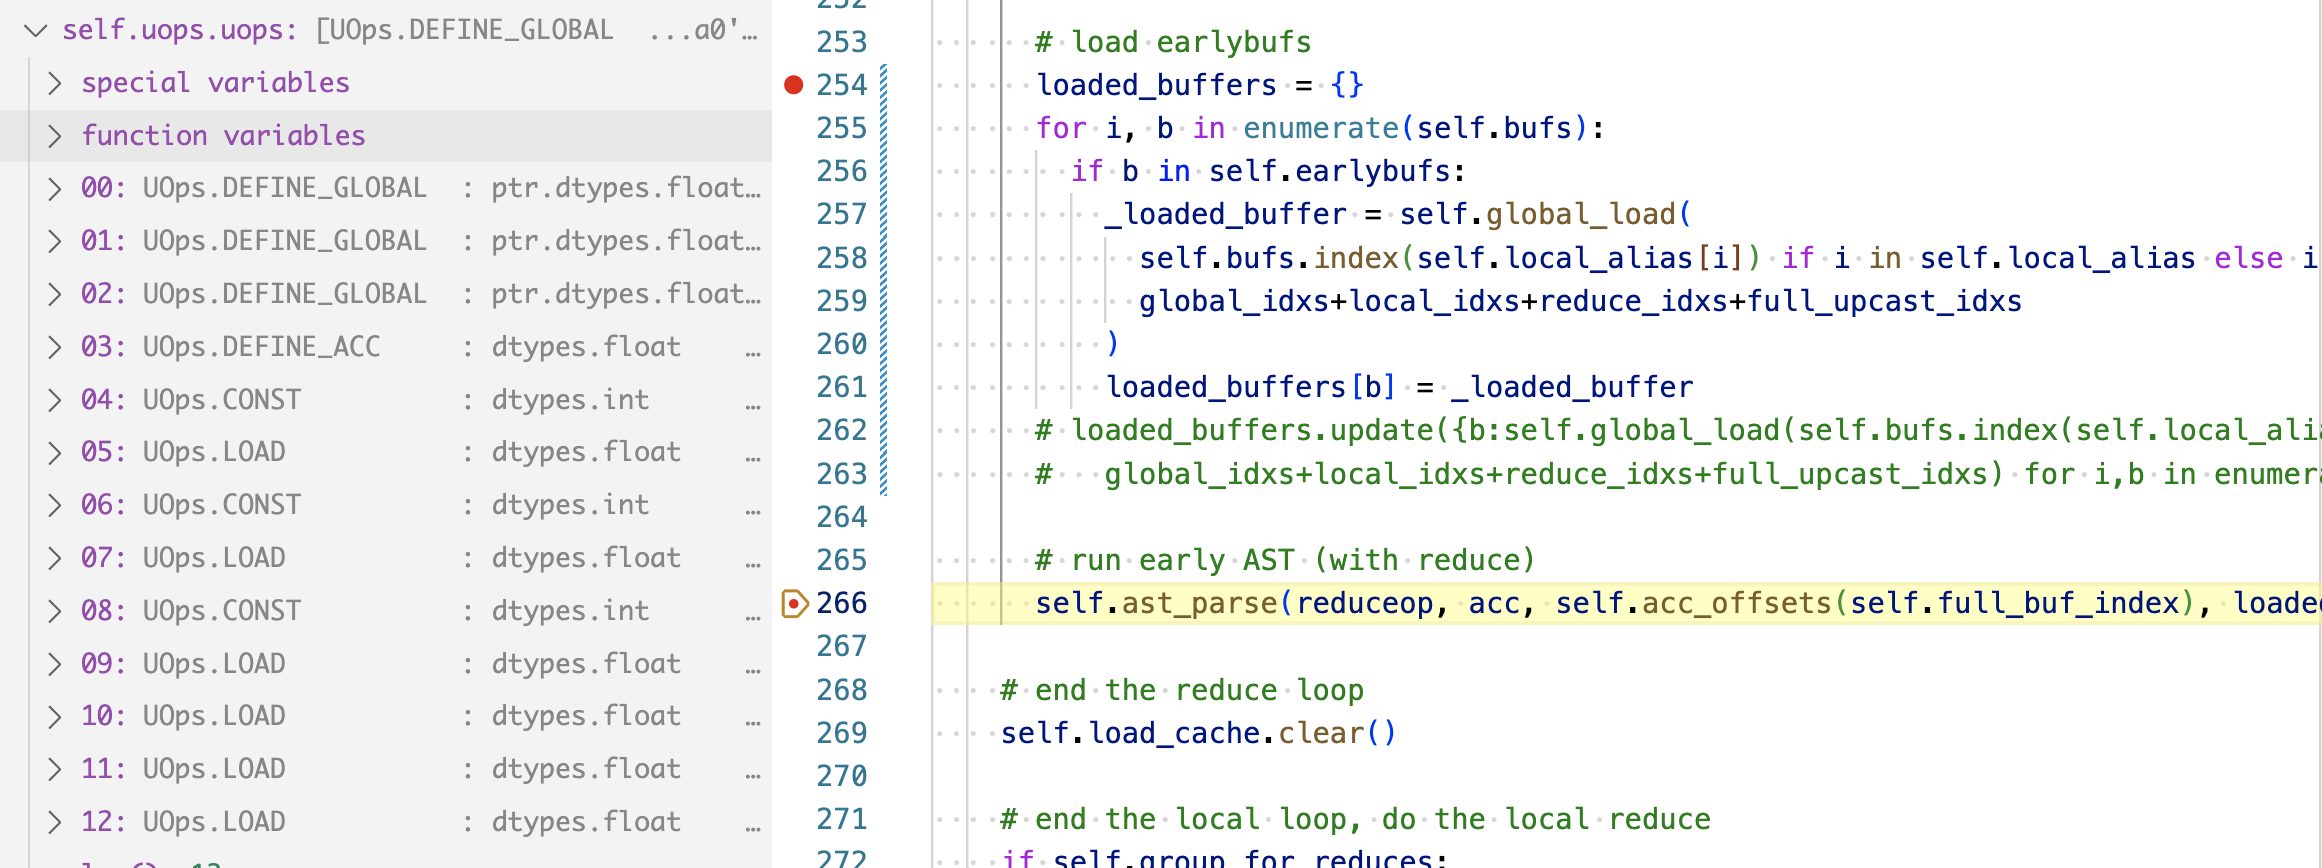 self.uops.uops: [UOps.DEFINE_GLOBAL ...a0'…
special variables
function variables
00: UOps.DEFINE_GLOBAL : ptr.dtypes.float…
01: UOps.DEFINE_GLOBAL : ptr.dtypes.float…
02: UOps.DEFINE_GLOBAL : ptr.dtypes.float…
03: UOps.DEFINE_ACC : dtypes.float …
04: UOps.CONST : dtypes.int …
05: UOps.LOAD : dtypes.float …
06: UOps.CONST : dtypes.int …
07: UOps.LOAD : dtypes.float …
08: UOps.CONST : dtypes.int …
09: UOps.LOAD : dtypes.float …
10: UOps.LOAD : dtypes.float …
11: UOps.LOAD : dtypes.float …
12: UOps.LOAD : dtypes.float …
252
253 # load earlybufs
254 loaded_buffers = {}
255 for i, b in enumerate(self.bufs):
256 if b in self.earlybufs:
257 _loaded_buffer = self.global_load(
258 self.bufs.index(self.local_alias[i]) if i in self.local_alias else i
259 global_idxs+local_idxs+reduce_idxs+full_upcast_idxs
260 )
261 loaded_buffers[b] = _loaded_buffer
262 # loaded_buffers.update({b:self.global_load(self.bufs.index(self.local_alia
263 # global_idxs+local_idxs+reduce_idxs+full_upcast_idxs) for i,b in enumera
264
265 # run early AST (with reduce)
266 self.ast_parse(reduceop, acc, self.acc_offsets(self.full_buf_index), loade
267
268 # end the reduce loop
269 self.load_cache.clear()
270
271 # end the local loop, do the local reduce
272 if self.group_for_reduces: